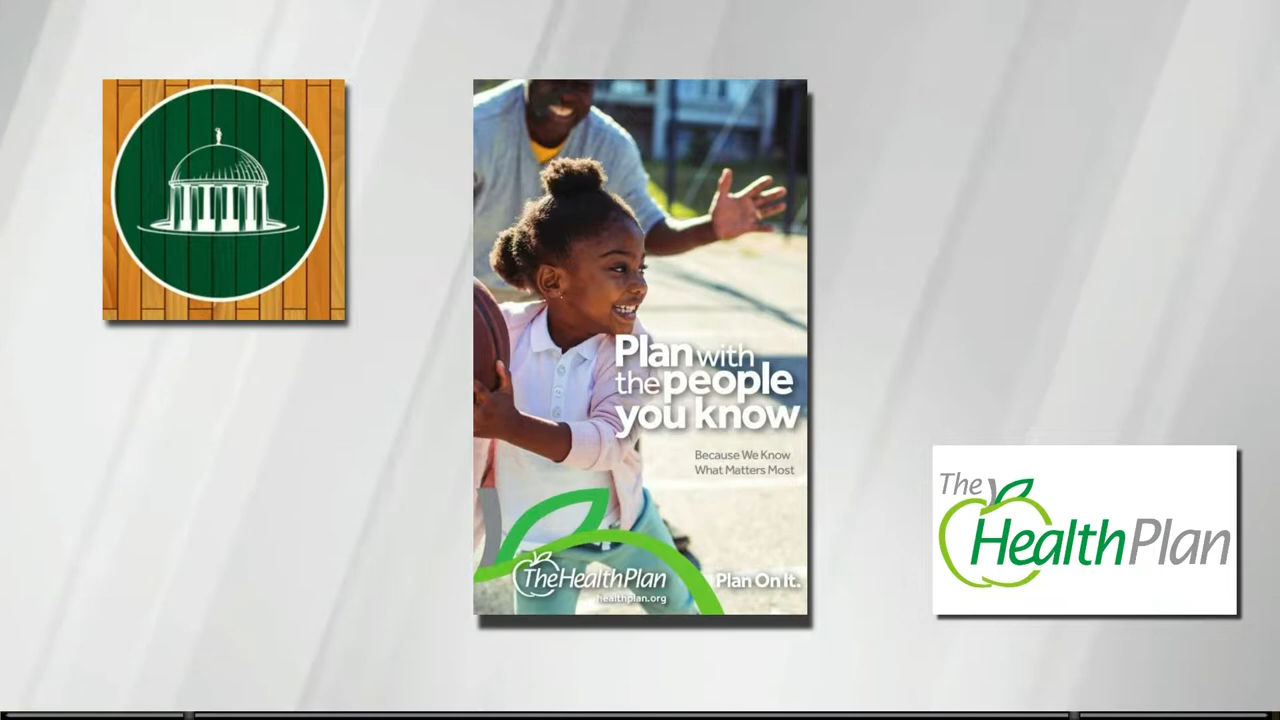 Plan with
the people
you know
Because We Know
What Matters Most
TheHealthPlan
healthplan.org
Plan On It.
The
HealthPlan